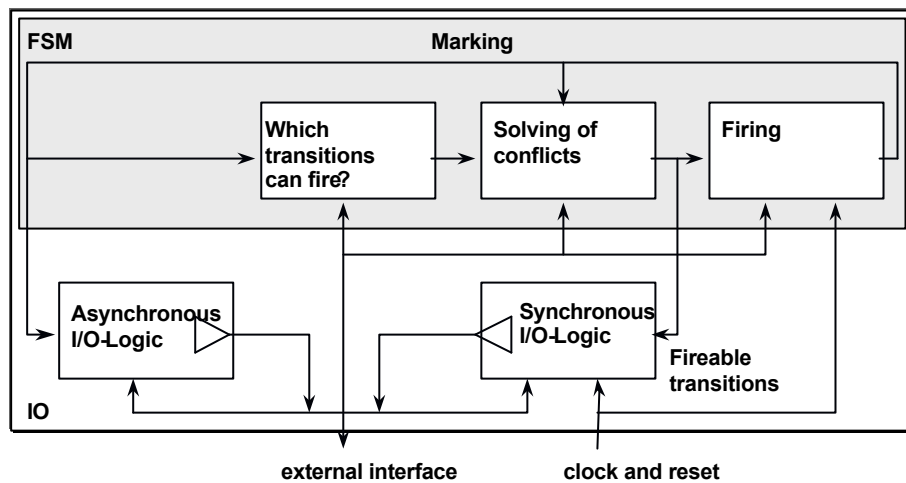 FSM
Marking
Which
transitions
can fire?
Solving of
conflicts
Firing
Asynchronous
I/O-Logic
Synchronous
I/O-Logic
Fireable
transitions
IO
external interface
clock and reset